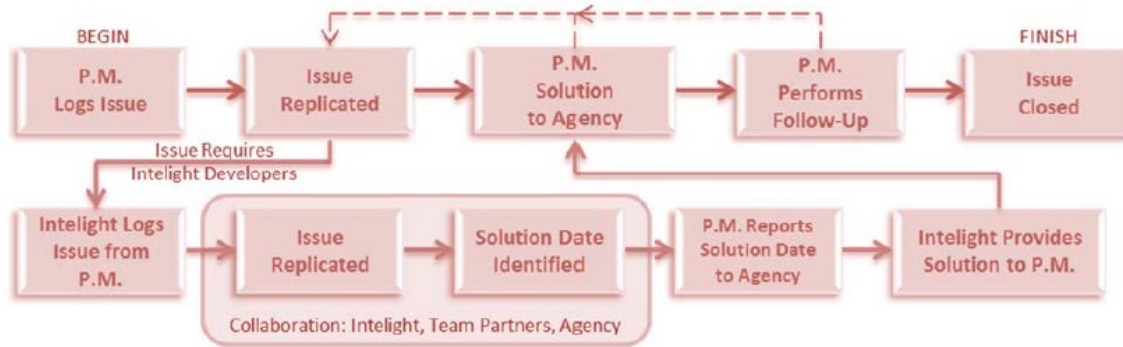 BEGIN
P.M.
Logs Issue
Issue
Replicated
P.M.
Solution
to Agency
P.M.
Performs
Follow-Up
FINISH
Issue
Closed
Issue Requires
Intelight Developers
Intelight Logs
Issue from
P.M.
Issue
Replicated
Solution Date
Identified
P.M. Reports
Solution Date
to Agency
Intelight Provides
Solution to P.M.
Collaboration: Intelight, Team Partners, Agency